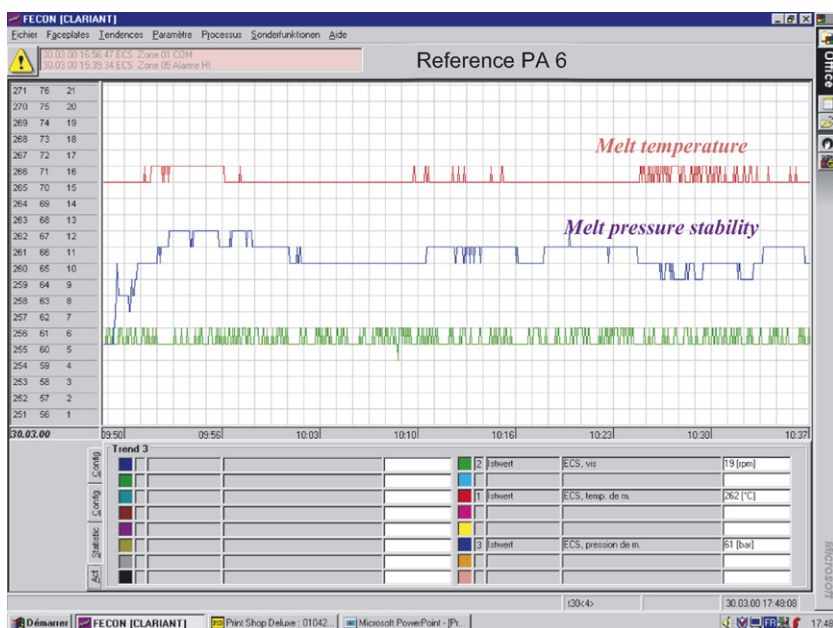 FECON [CLARIANT]
Fichier Faceplates Tendences Paramètre Processus Sonderfunktionen Aide
30.03.00 16:56:47 ECS Zone 01 COM
30.03.00 15:39:34 ECS Zone 05 Alarme HI
Reference PA 6
Office
271 76 21
270 75 20
269 74 19
268 73 18
267 72 17
266 71 16
265 70 15
264 69 14
263 68 13
262 67 12
261 66 11
260 65 10
259 64 9
258 63 8
257 62 7
256 61 6
255 60 5
254 59 4
253 58 3
252 57 2
251 56 1
Melt temperature
Melt pressure stability
30.03.00 09:50 09:56 10:03 10:10 10:16 10:23 10:30 10:37
Trend 3
Config.
Config.
Statistic
Act
2 Istwert ECS, vis 19 [rpm]
1 Istwert ECS, temp. de m. 262 [°C]
3 Istwert ECS, pression de m. 61 [bar]
Microsoft
t30<4> 30.03.00 17:48:08
Démarrer FECON [CLARIANT] Print Shop Deluxe : 01042... Microsoft PowerPoint - [Pr... FR 17:48